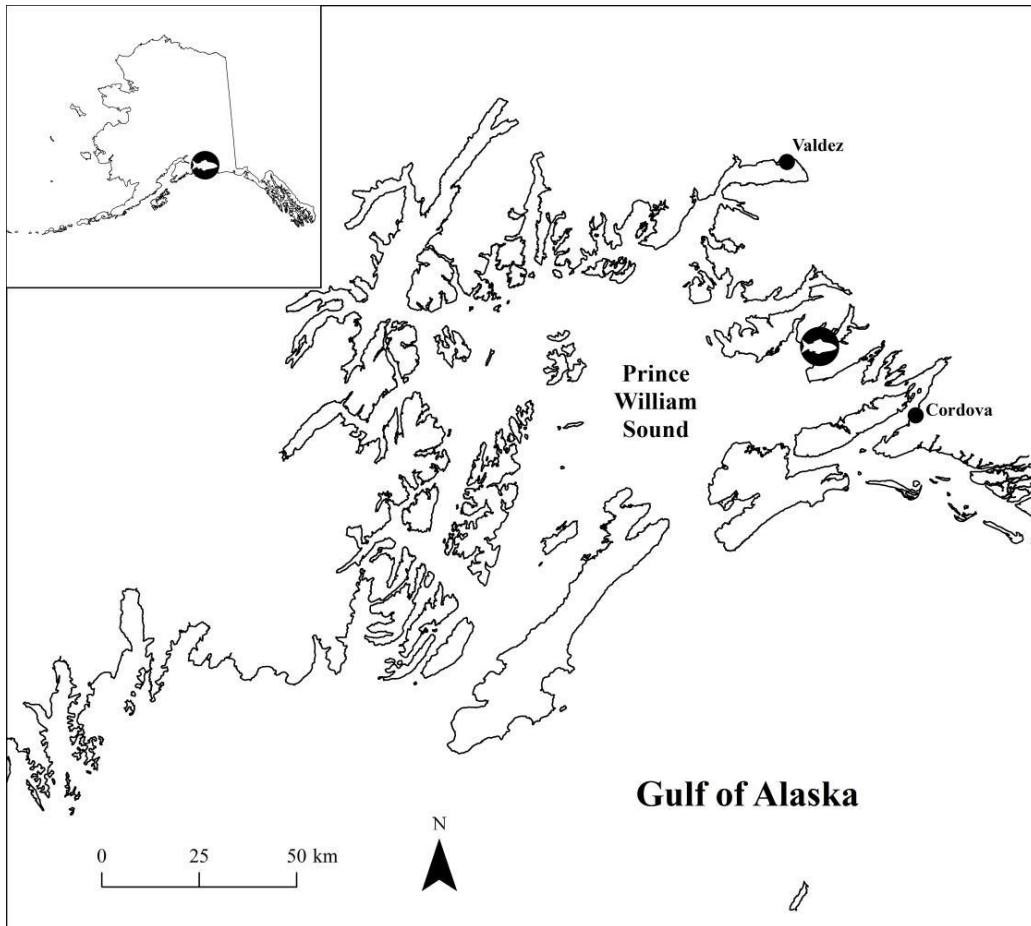 Valdez
Prince
William
Sound
Cordova
Gulf of Alaska
N
0 25 50 km